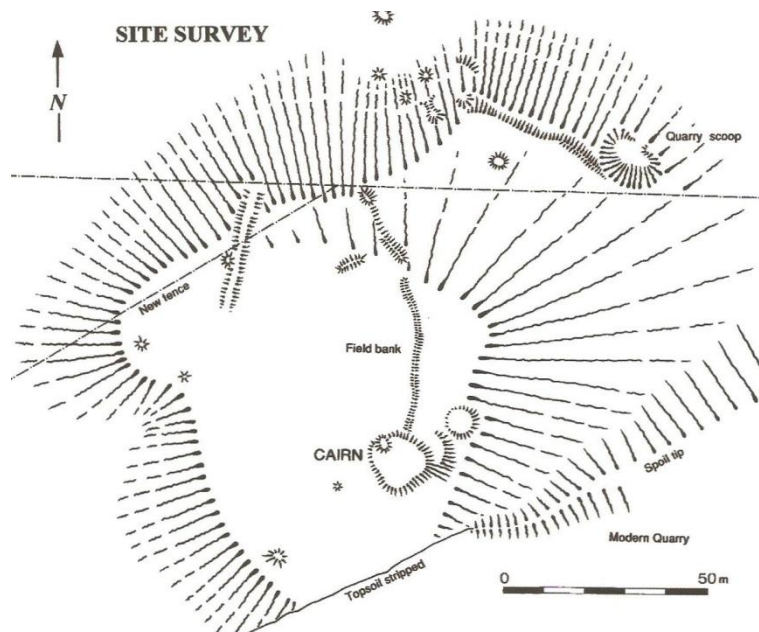 SITE SURVEY
N
Quarry scoop
New fence
Field bank
CAIRN
Spoil tip
Modern Quarry
Topsoil stripped
0 50 m